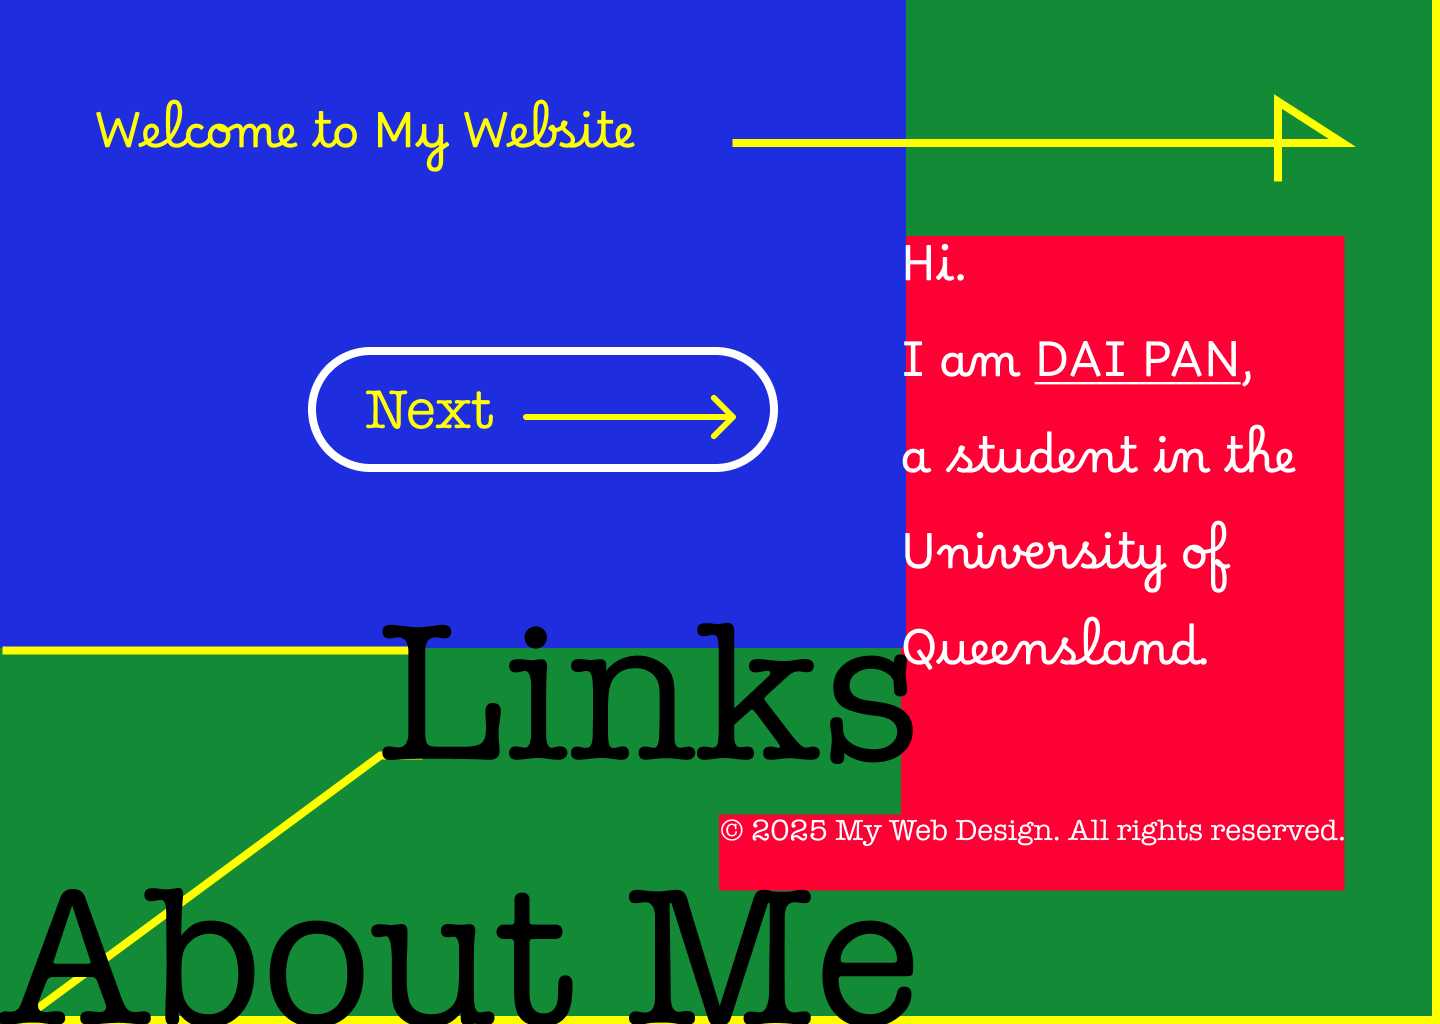 Welcome to My Website
Hi.
I am DAI PAN,
a student in the
University of
Queensland.
Next
Links
© 2025 My Web Design. All rights reserved.
About Me